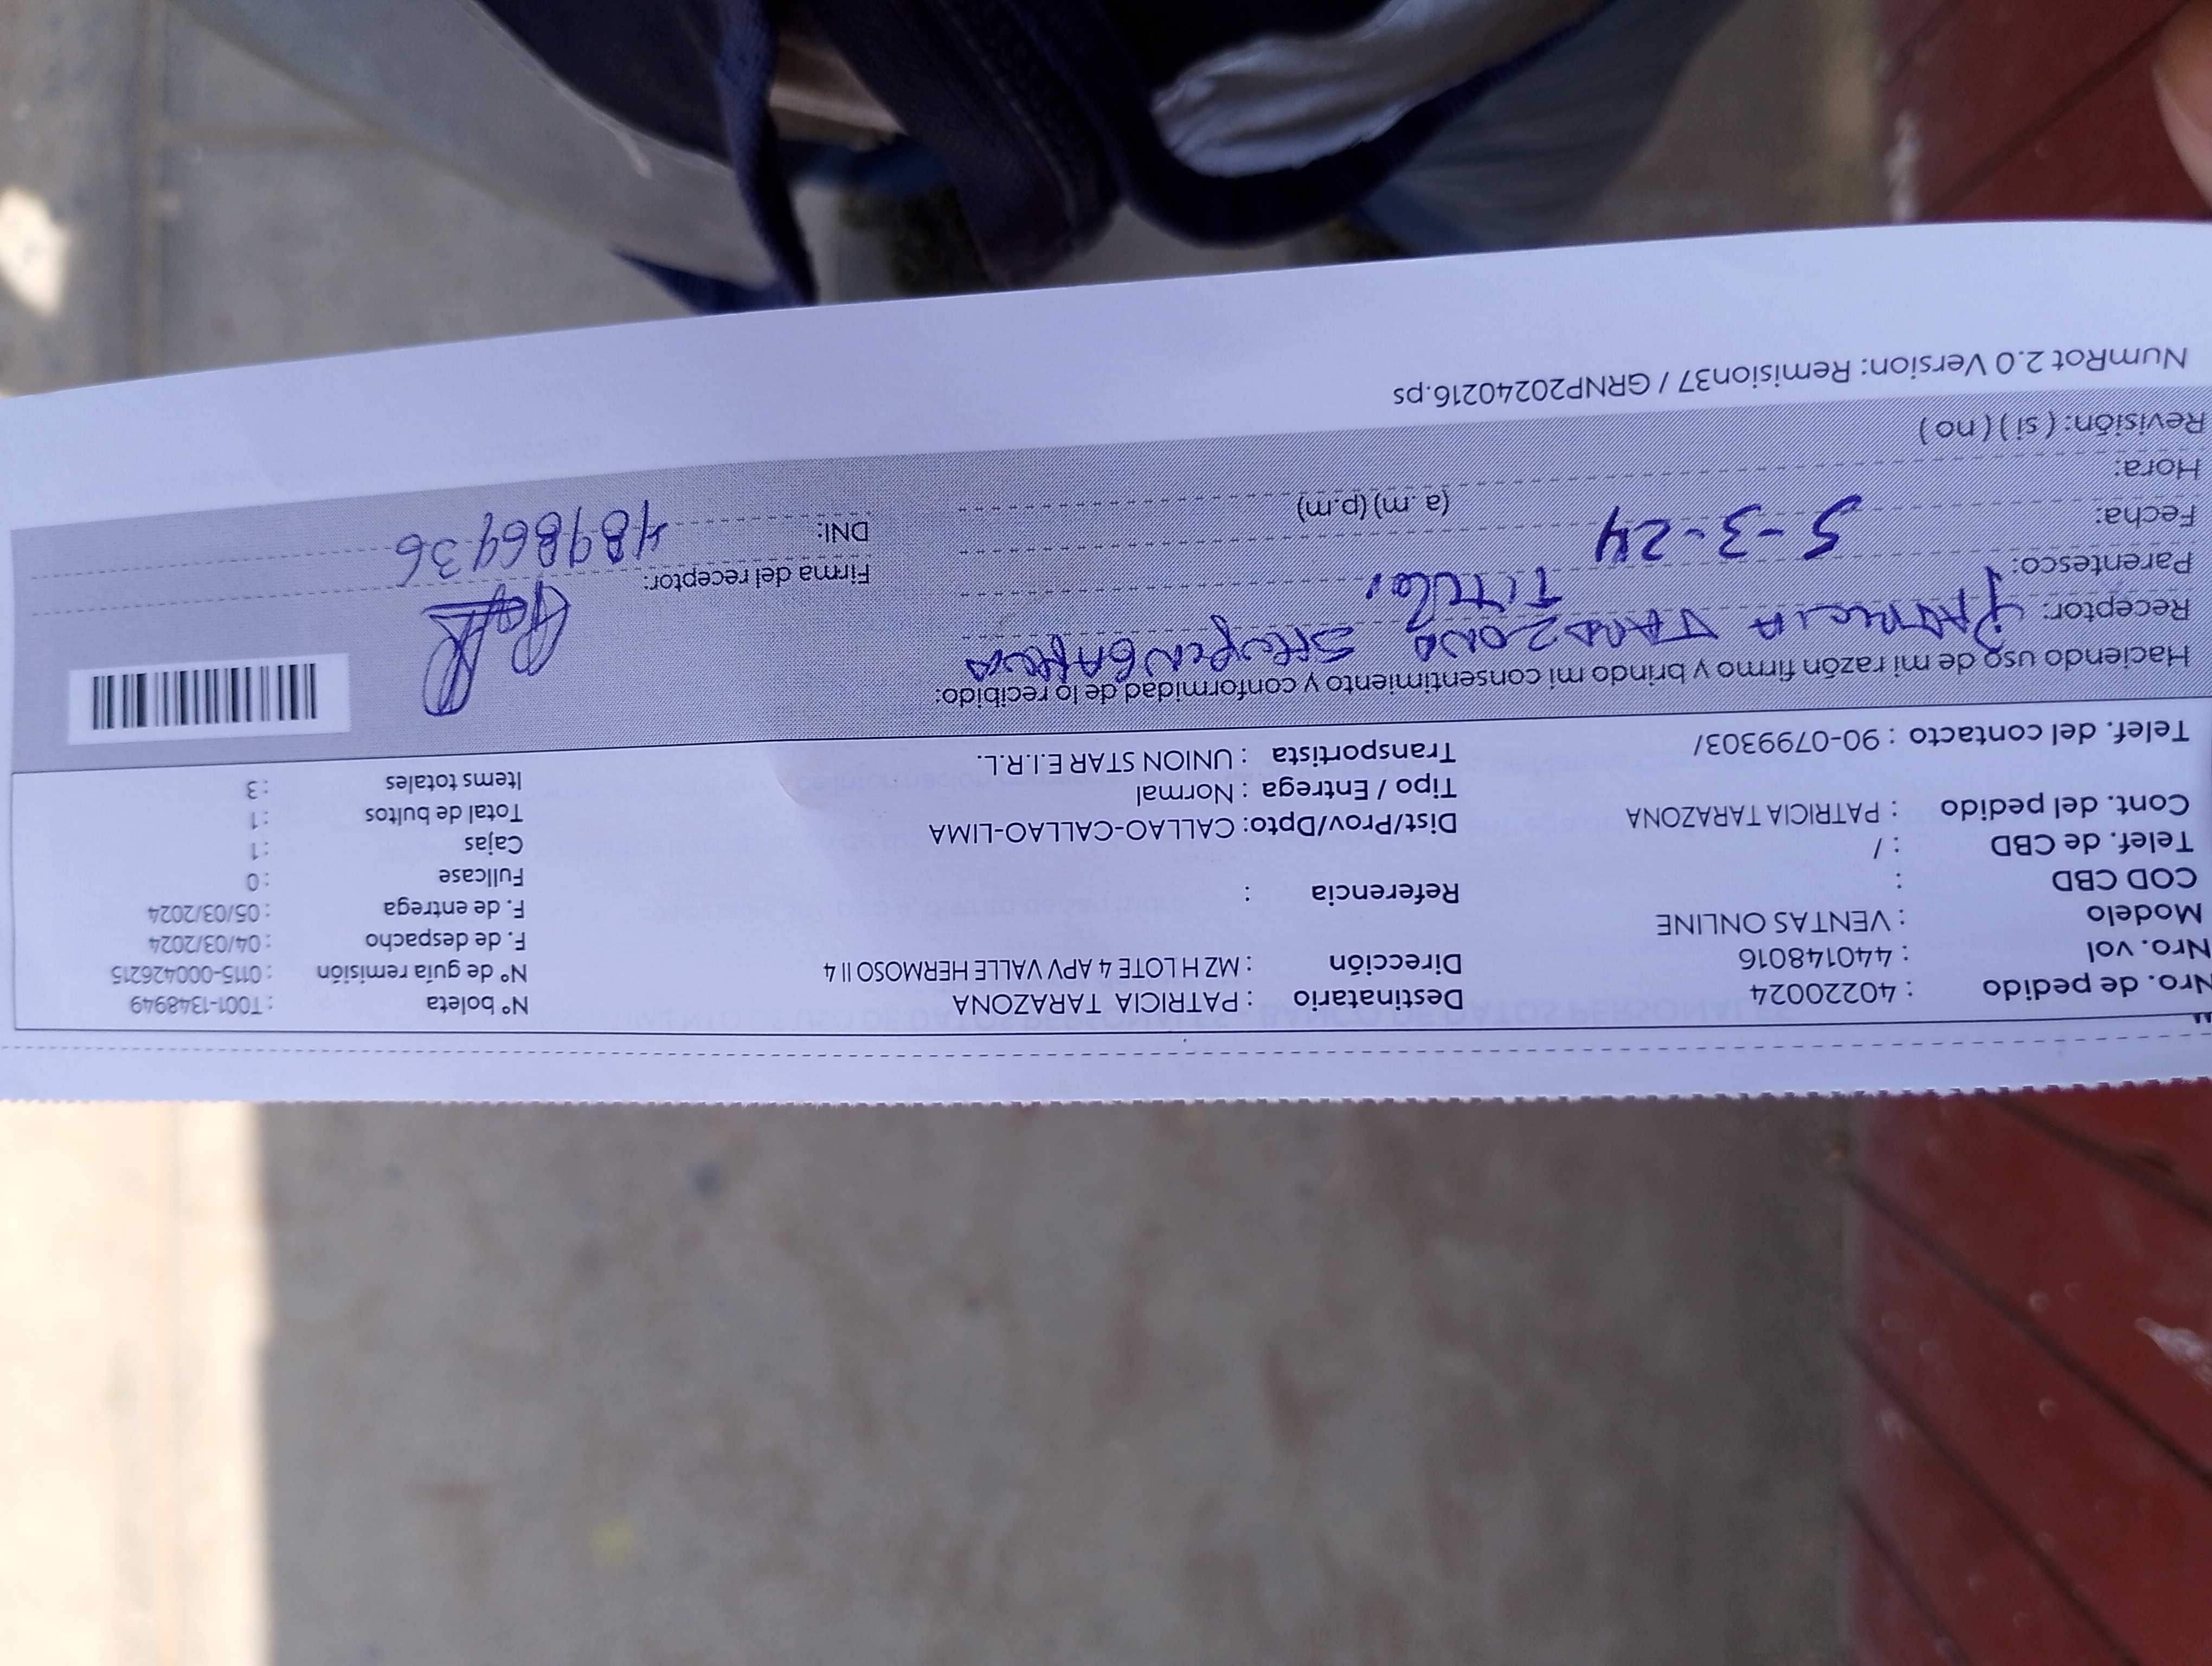 Nro. de pedido : 40220024
Nro. vol : 440148016
Modelo : VENTAS ONLINE
COD CBD :
Telef. de CBD : /
Cont. del pedido : PATRICIA TARAZONA
Telef. del contacto : 90-0799303/
Destinatario : PATRICIA TARAZONA
Dirección : MZ H LOTE 4 APV VALLE HERMOSO II 4
Referencia :
Dist/Prov/Dpto: CALLAO-CALLAO-LIMA
Tipo / Entrega : Normal
Transportista : UNION STAR E.I.R.L.
N° boleta : T001-1348949
N° de guía remisión : 0115-000426215
F. de despacho : 04/03/2024
F. de entrega : 05/03/2024
Fullcase : 0
Cajas : 1
Total de bultos : 1
Items totales : 3
Haciendo uso de mi razón firmo y brindo mi consentimiento y conformidad de lo recibido:
Receptor: PATRICIA TARAZONA
Parentesco: Titular
Fecha: 5-3-24
Hora: (a.m) (p.m)
Revisión: ( si ) ( no )
Firma del receptor:
DNI: 48986936
NumRot 2.0 Version: Remision37 / GRNP20240216.ps